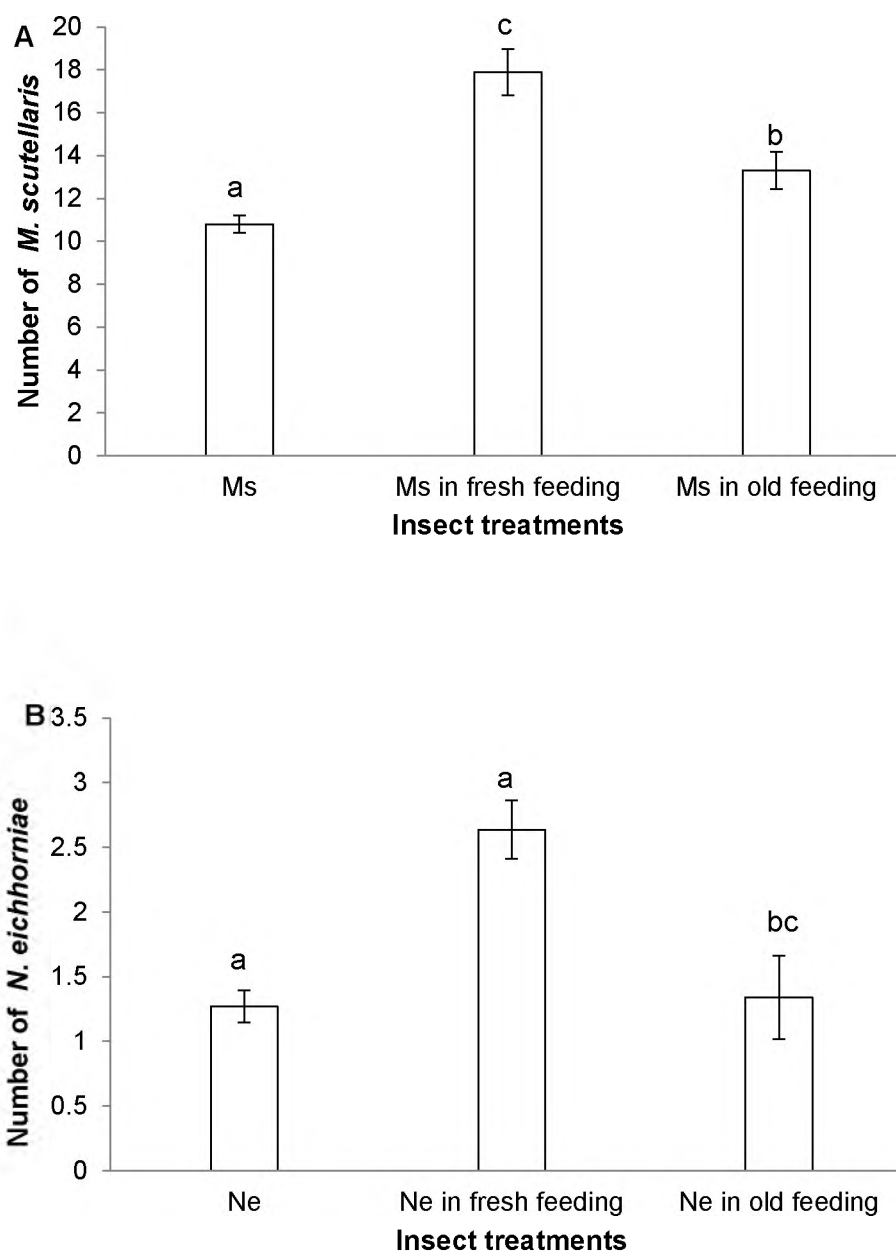 A
20
18
16
14
12
10
8
6
4
2
0
Number of M. scutellaris
a
c
b
Ms
Ms in fresh feeding
Ms in old feeding
Insect treatments
B
3.5
3
2.5
2
1.5
1
0.5
0
Number of N. eichhorniae
a
a
bc
Ne
Ne in fresh feeding
Ne in old feeding
Insect treatments